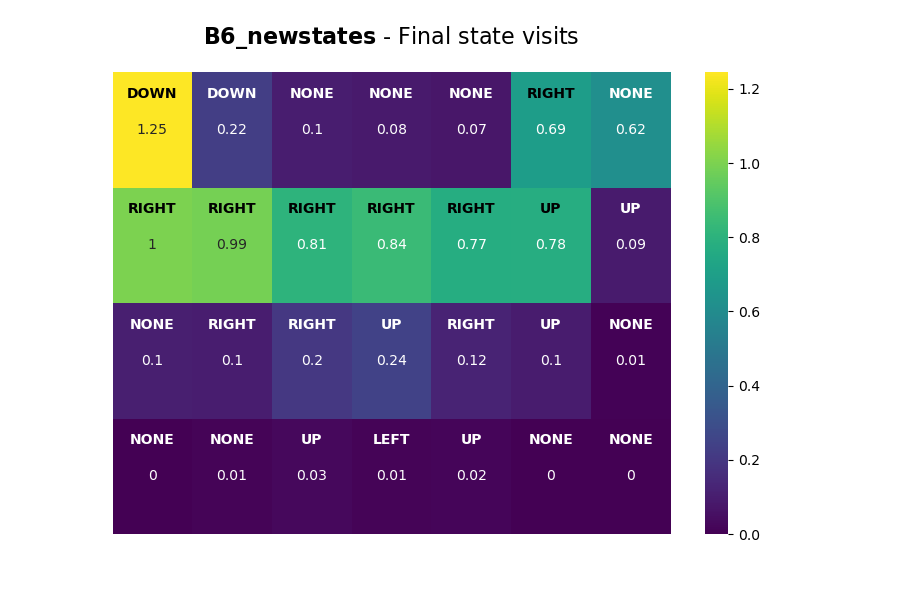 B6_newstates - Final state visits
DOWN DOWN NONE NONE NONE RIGHT NONE
1.25 0.22 0.1 0.08 0.07 0.69 0.62
RIGHT RIGHT RIGHT RIGHT RIGHT UP UP
1 0.99 0.81 0.84 0.77 0.78 0.09
NONE RIGHT RIGHT UP RIGHT UP NONE
0.1 0.1 0.2 0.24 0.12 0.1 0.01
NONE NONE UP LEFT UP NONE NONE
0 0.01 0.03 0.01 0.02 0 0
1.2
1.0
0.8
0.6
0.4
0.2
0.0